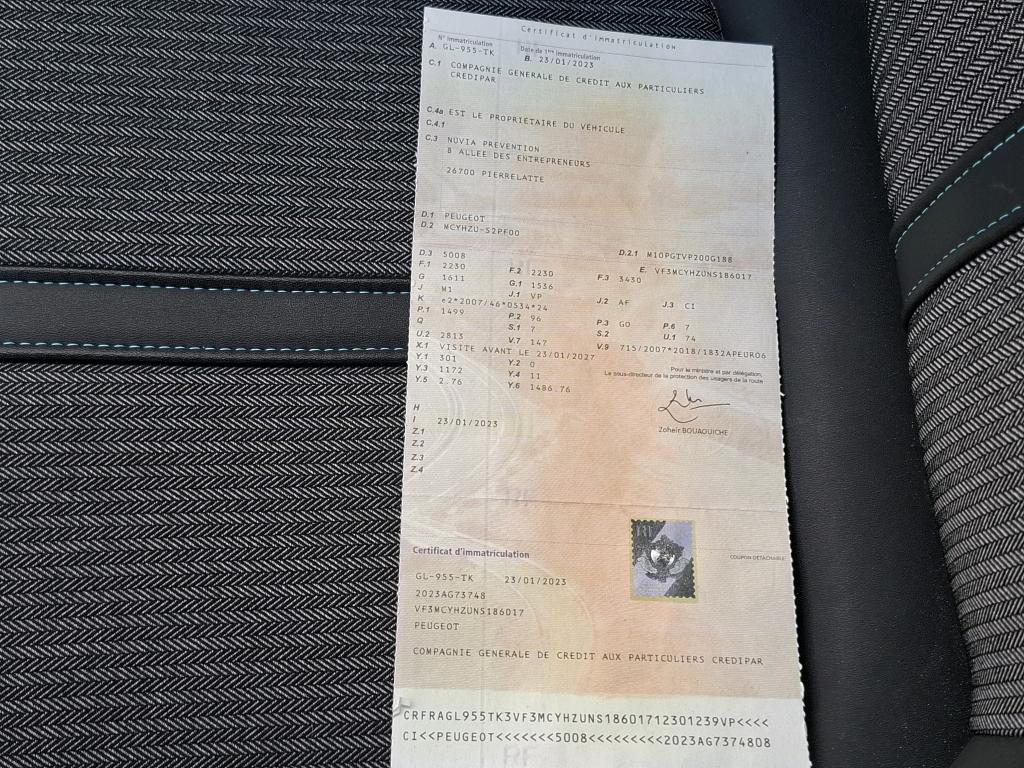 Certificat d'immatriculation
N° immatriculation
A. GL-955-TK
Date de 1ère immatriculation
B. 23/01/2023
C.1 COMPAGNIE GENERALE DE CREDIT AUX PARTICULIERS
CREDIPAR
C.4a EST LE PROPRIÉTAIRE DU VÉHICULE
C.4.1
C.3 NUVIA PREVENTION
8 ALLEE DES ENTREPRENEURS
26700 PIERRELATTE
D.1 PEUGEOT
D.2 MCYHZU-S2PF00
D.2.1 M10PGTVP200G188
D.3 5008
E. VF3MCYHZUNS186017
F.1 2230 F.2 2230 F.3 3430
G 1611 G.1 1536
J M1 J.1 VP J.2 AF J.3 CI
K e2*2007/46*0534*24
P.1 1499 P.2 96 P.3 GO P.6 7
Q S.1 7 S.2 U.1 74
U.2 2813 V.7 147 V.9 715/2007*2018/1832APEURO6
X.1 VISITE AVANT LE 23/01/2027
Y.1 301 Y.2 0
Y.3 1172 Y.4 11
Y.5 2.76 Y.6 1486.76
Pour le ministre et par délégation,
Le sous-directeur de la protection des usagers de la route
Zoheir BOUAOUICHE
H
I 23/01/2023
Z.1
Z.2
Z.3
Z.4
COUPON DÉTACHABLE
Certificat d'immatriculation
GL-955-TK 23/01/2023
2023AG73748
VF3MCYHZUNS186017
PEUGEOT
COMPAGNIE GENERALE DE CREDIT AUX PARTICULIERS CREDIPAR
CRFRAGL955TK3VF3MCYHZUNS18601712301239VP<<<<
CI<<PEUGEOT<<<<<<<5008<<<<<<<<<2023AG7374808